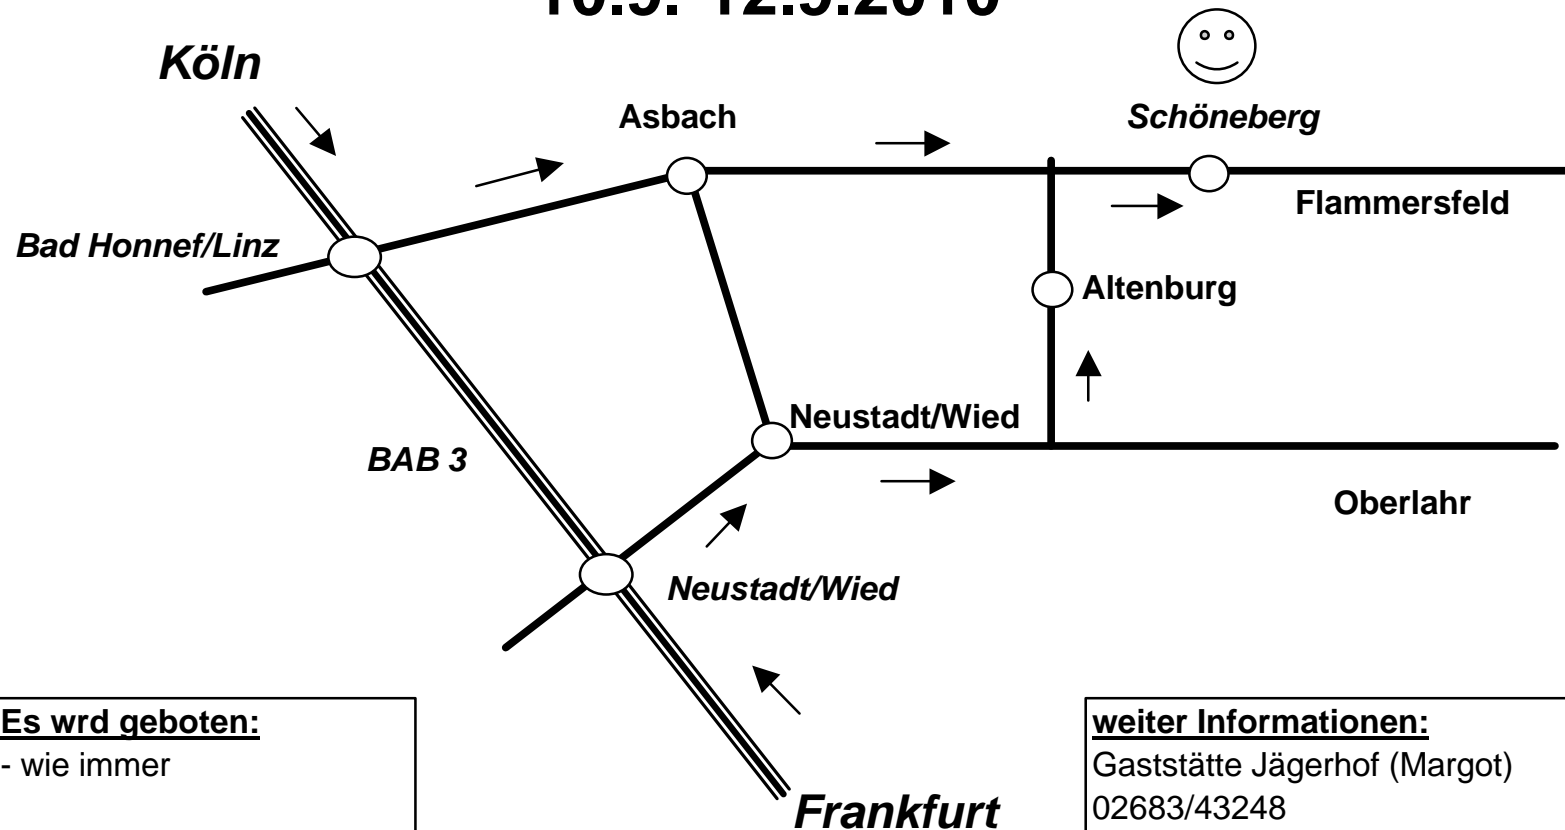 Köln
Asbach
Schöneberg
Flammersfeld
Bad Honnef/Linz
Altenburg
Neustadt/Wied
BAB 3
Oberlahr
Neustadt/Wied
Es wrd geboten:
- wie immer
weiter Informationen:
Gaststätte Jägerhof (Margot)
02683/43248
Frankfurt